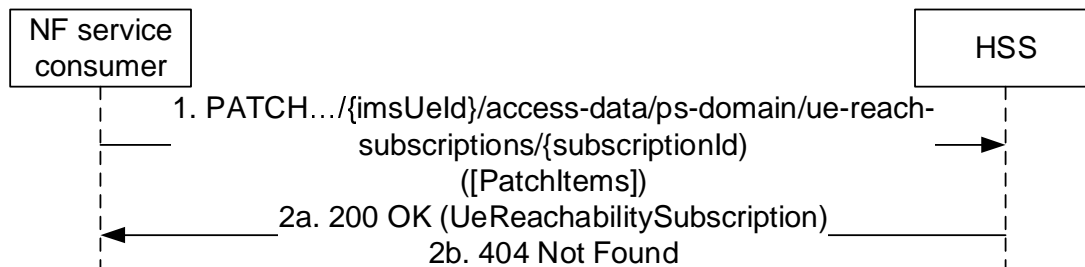 NF service
consumer
HSS
1. PATCH…/{imsUeId}/access-data/ps-domain/ue-reach-
subscriptions/{subscriptionId)
([PatchItems])
2a. 200 OK (UeReachabilitySubscription)
2b. 404 Not Found